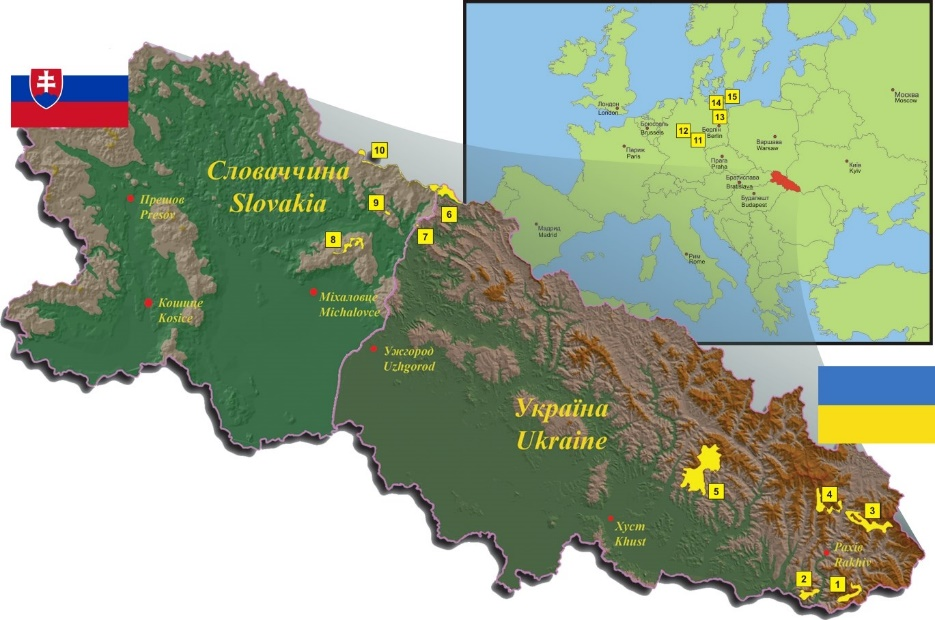 Лондон
London
Брюссель
Brussels
Париж
Paris
Берлін
Berlin
Варшава
Warsaw
Москва
Moscow
Київ
Kyiv
Прага
Praha
Братислава
Bratislava
Будапешт
Budapest
Мадрид
Madrid
Рим
Rome
15
14
13
12
11
Словаччина
Slovakia
Прешов
Presov
Кошице
Kosice
Міхаловце
Michalovce
Ужгород
Uzhgorod
Україна
Ukraine
Хуст
Khust
Рахів
Rakhiv
10
9
8
7
6
5
4
3
2
1